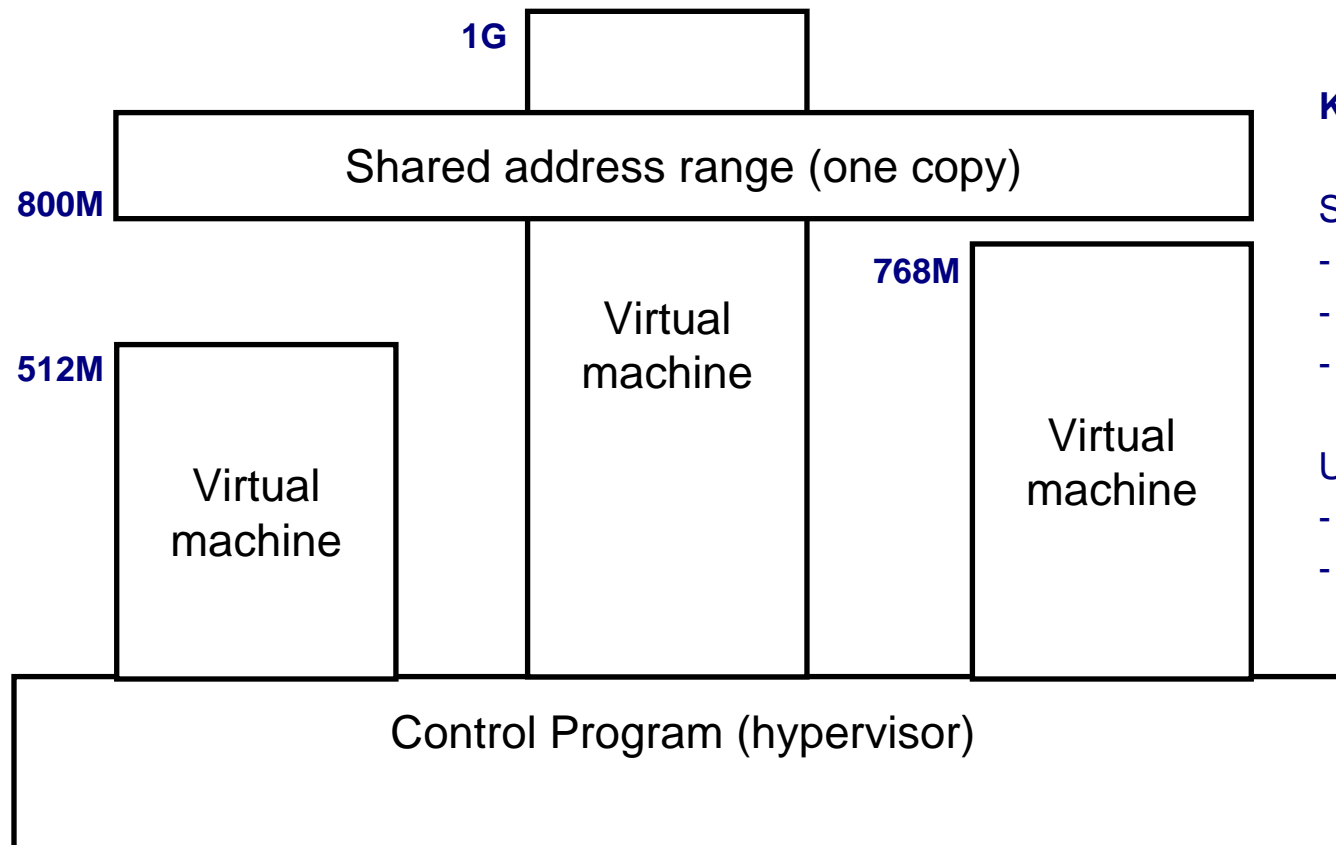 1G
K
Shared address range (one copy)
800M
S
-
768M
-
Virtual
machine
512M
-
Virtual
machine
U
Virtual
machine
-
-
Control Program (hypervisor)